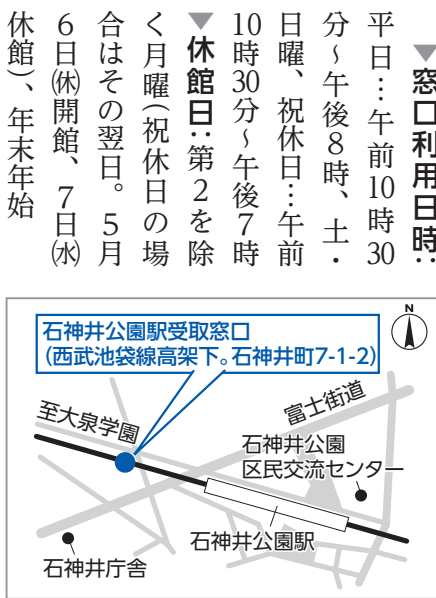 ▼窓口利用日時：
平日…午前10時30
分～午後8時、土・
日曜、祝休日…午前
10時30分～午後7時
▼休館日：第2を除
く月曜(祝休日の場
合はその翌日。5月
6日㈷開館、7日㈬
休館)、年末年始
N
石神井公園駅受取窓口
(西武池袋線高架下。石神井町7-1-2)
至大泉学園
富士街道
石神井公園
区民交流センター
石神井公園駅
石神井庁舎